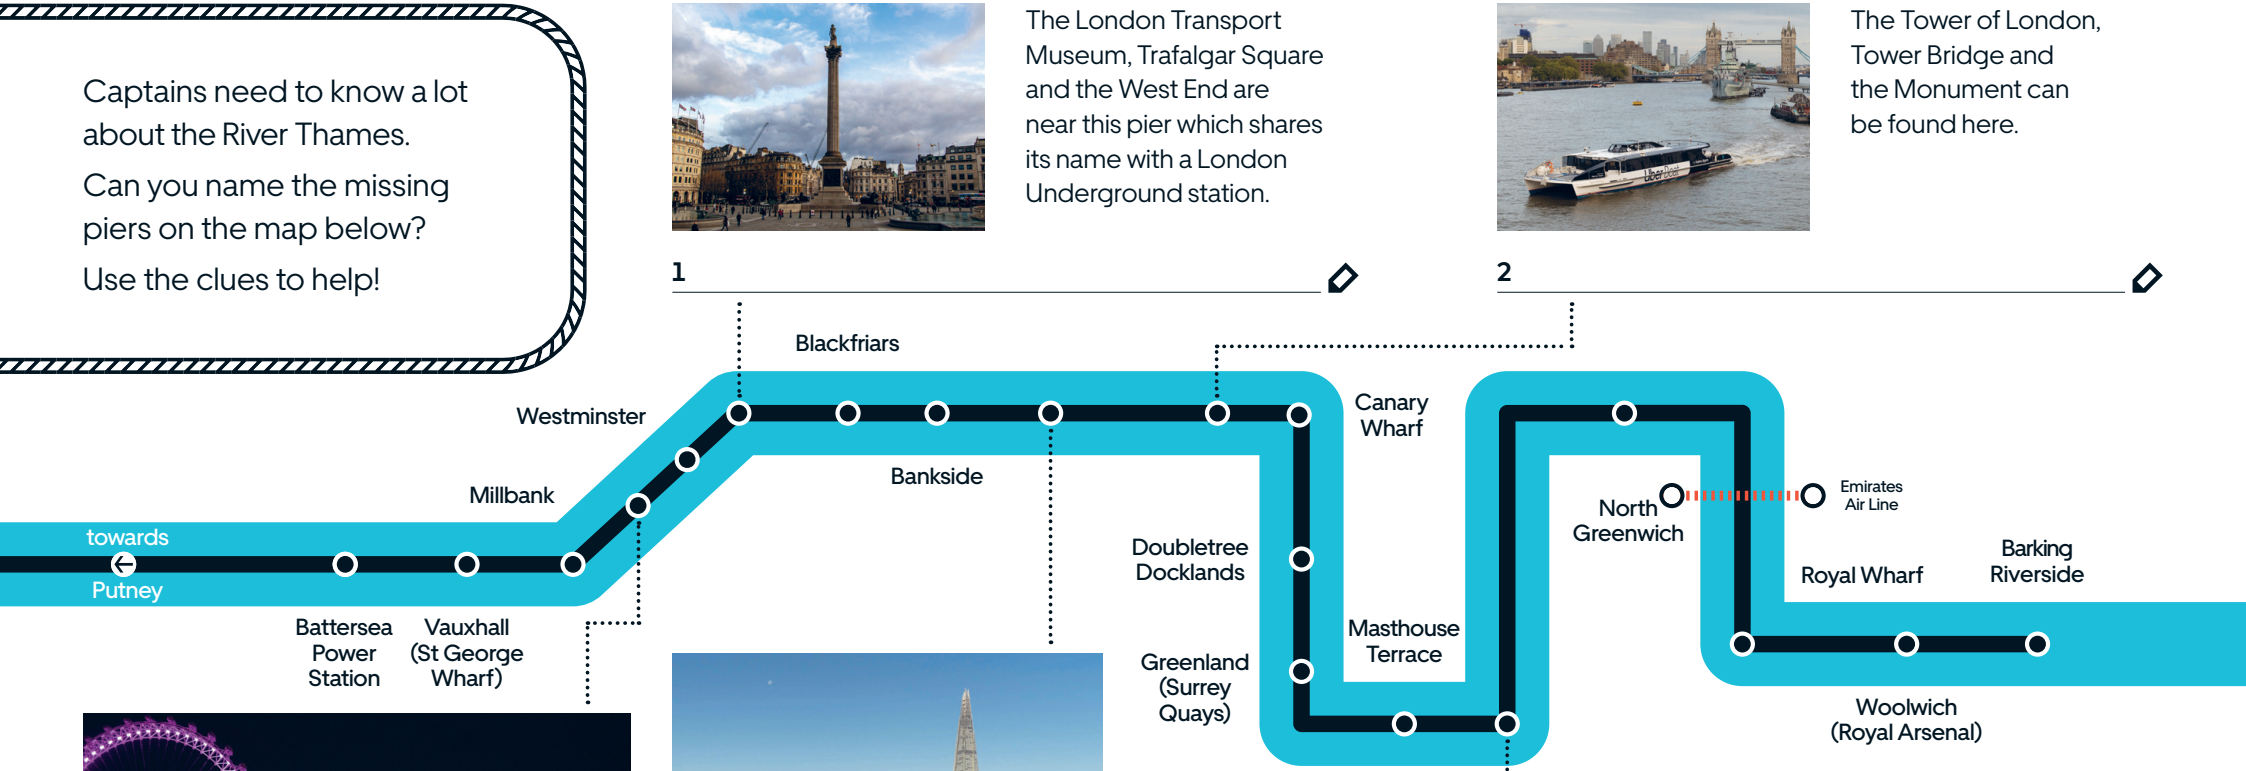 Captains need to know a lot
about the River Thames.
Can you name the missing
piers on the map below?
Use the clues to help!
The London Transport
Museum, Trafalgar Square
and the West End are
near this pier which shares
its name with a London
Underground station.
1
The Tower of London,
Tower Bridge and
the Monument can
be found here.
Uber Boat
2
Blackfriars
Westminster
Canary
Wharf
Bankside
Millbank
Emirates
Air Line
North
Greenwich
towards
Putney
Doubletree
Docklands
Barking
Riverside
Royal Wharf
Battersea
Power
Station
Vauxhall
(St George
Wharf)
Masthouse
Terrace
Greenland
(Surrey
Quays)
Woolwich
(Royal Arsenal)